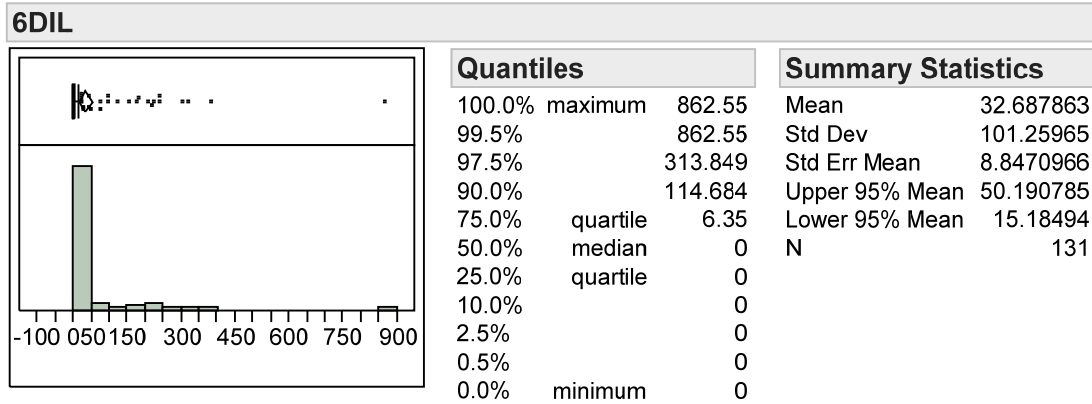 6DIL
-100 0 50 150 300 450 600 750 900
Quantiles
100.0% maximum 862.55
99.5% 862.55
97.5% 313.849
90.0% 114.684
75.0% quartile 6.35
50.0% median 0
25.0% quartile 0
10.0% 0
2.5% 0
0.5% 0
0.0% minimum 0
Summary Statistics
Mean 32.687863
Std Dev 101.25965
Std Err Mean 8.8470966
Upper 95% Mean 50.190785
Lower 95% Mean 15.18494
N 131